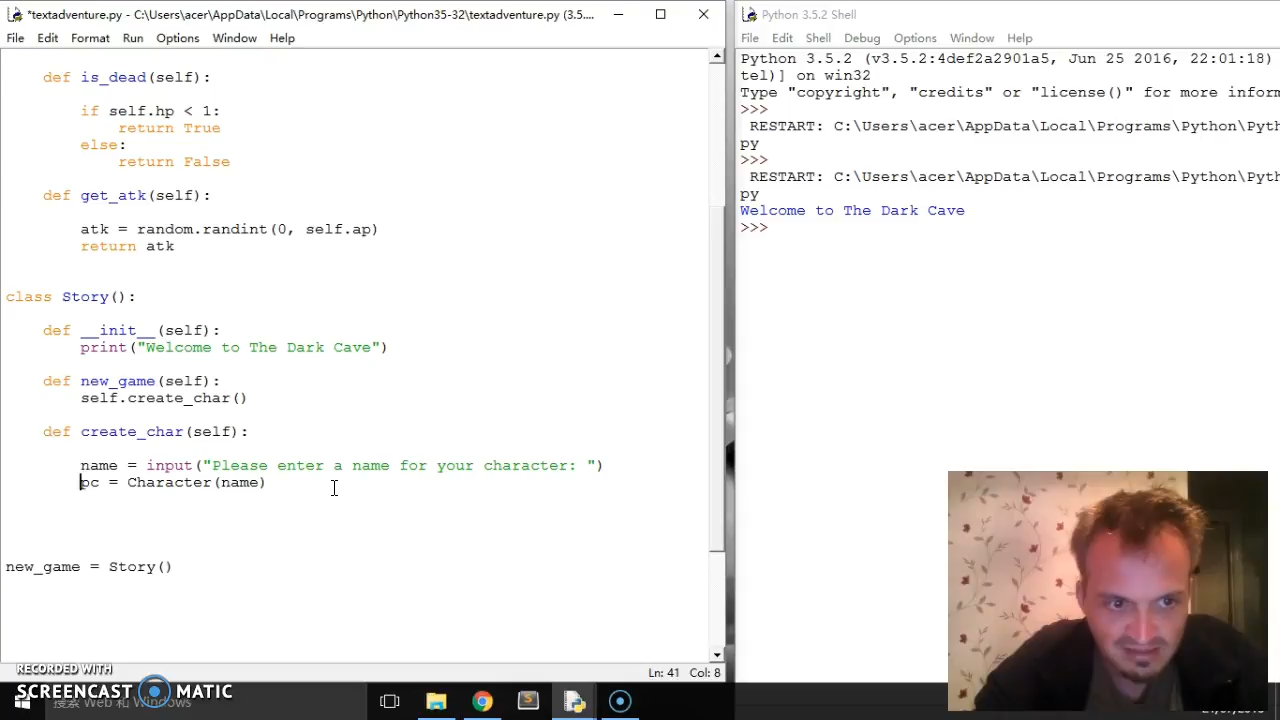 *textadventure.py - C:\Users\acer\AppData\Local\Programs\Python\Python35-32\textadventure.py (3.5....
File Edit Format Run Options Window Help
def is_dead(self):
if self.hp < 1:
return True
else:
return False
def get_atk(self):
atk = random.randint(0, self.ap)
return atk
class Story():
def __init__(self):
print("Welcome to The Dark Cave")
def new_game(self):
self.create_char()
def create_char(self):
name = input("Please enter a name for your character: ")
pc = Character(name)
new_game = Story()
Ln: 41 Col: 8
Python 3.5.2 Shell
File Edit Shell Debug Options Window Help
Python 3.5.2 (v3.5.2:4def2a2901a5, Jun 25 2016, 22:01:18)
tel)] on win32
Type "copyright", "credits" or "license()" for more inform
>>>
RESTART: C:\Users\acer\AppData\Local\Programs\Python\Pyth
py
>>>
RESTART: C:\Users\acer\AppData\Local\Programs\Python\Pyth
py
Welcome to The Dark Cave
>>>
RECORDED WITH
SCREENCAST MATIC
搜索 Web 和 Windows